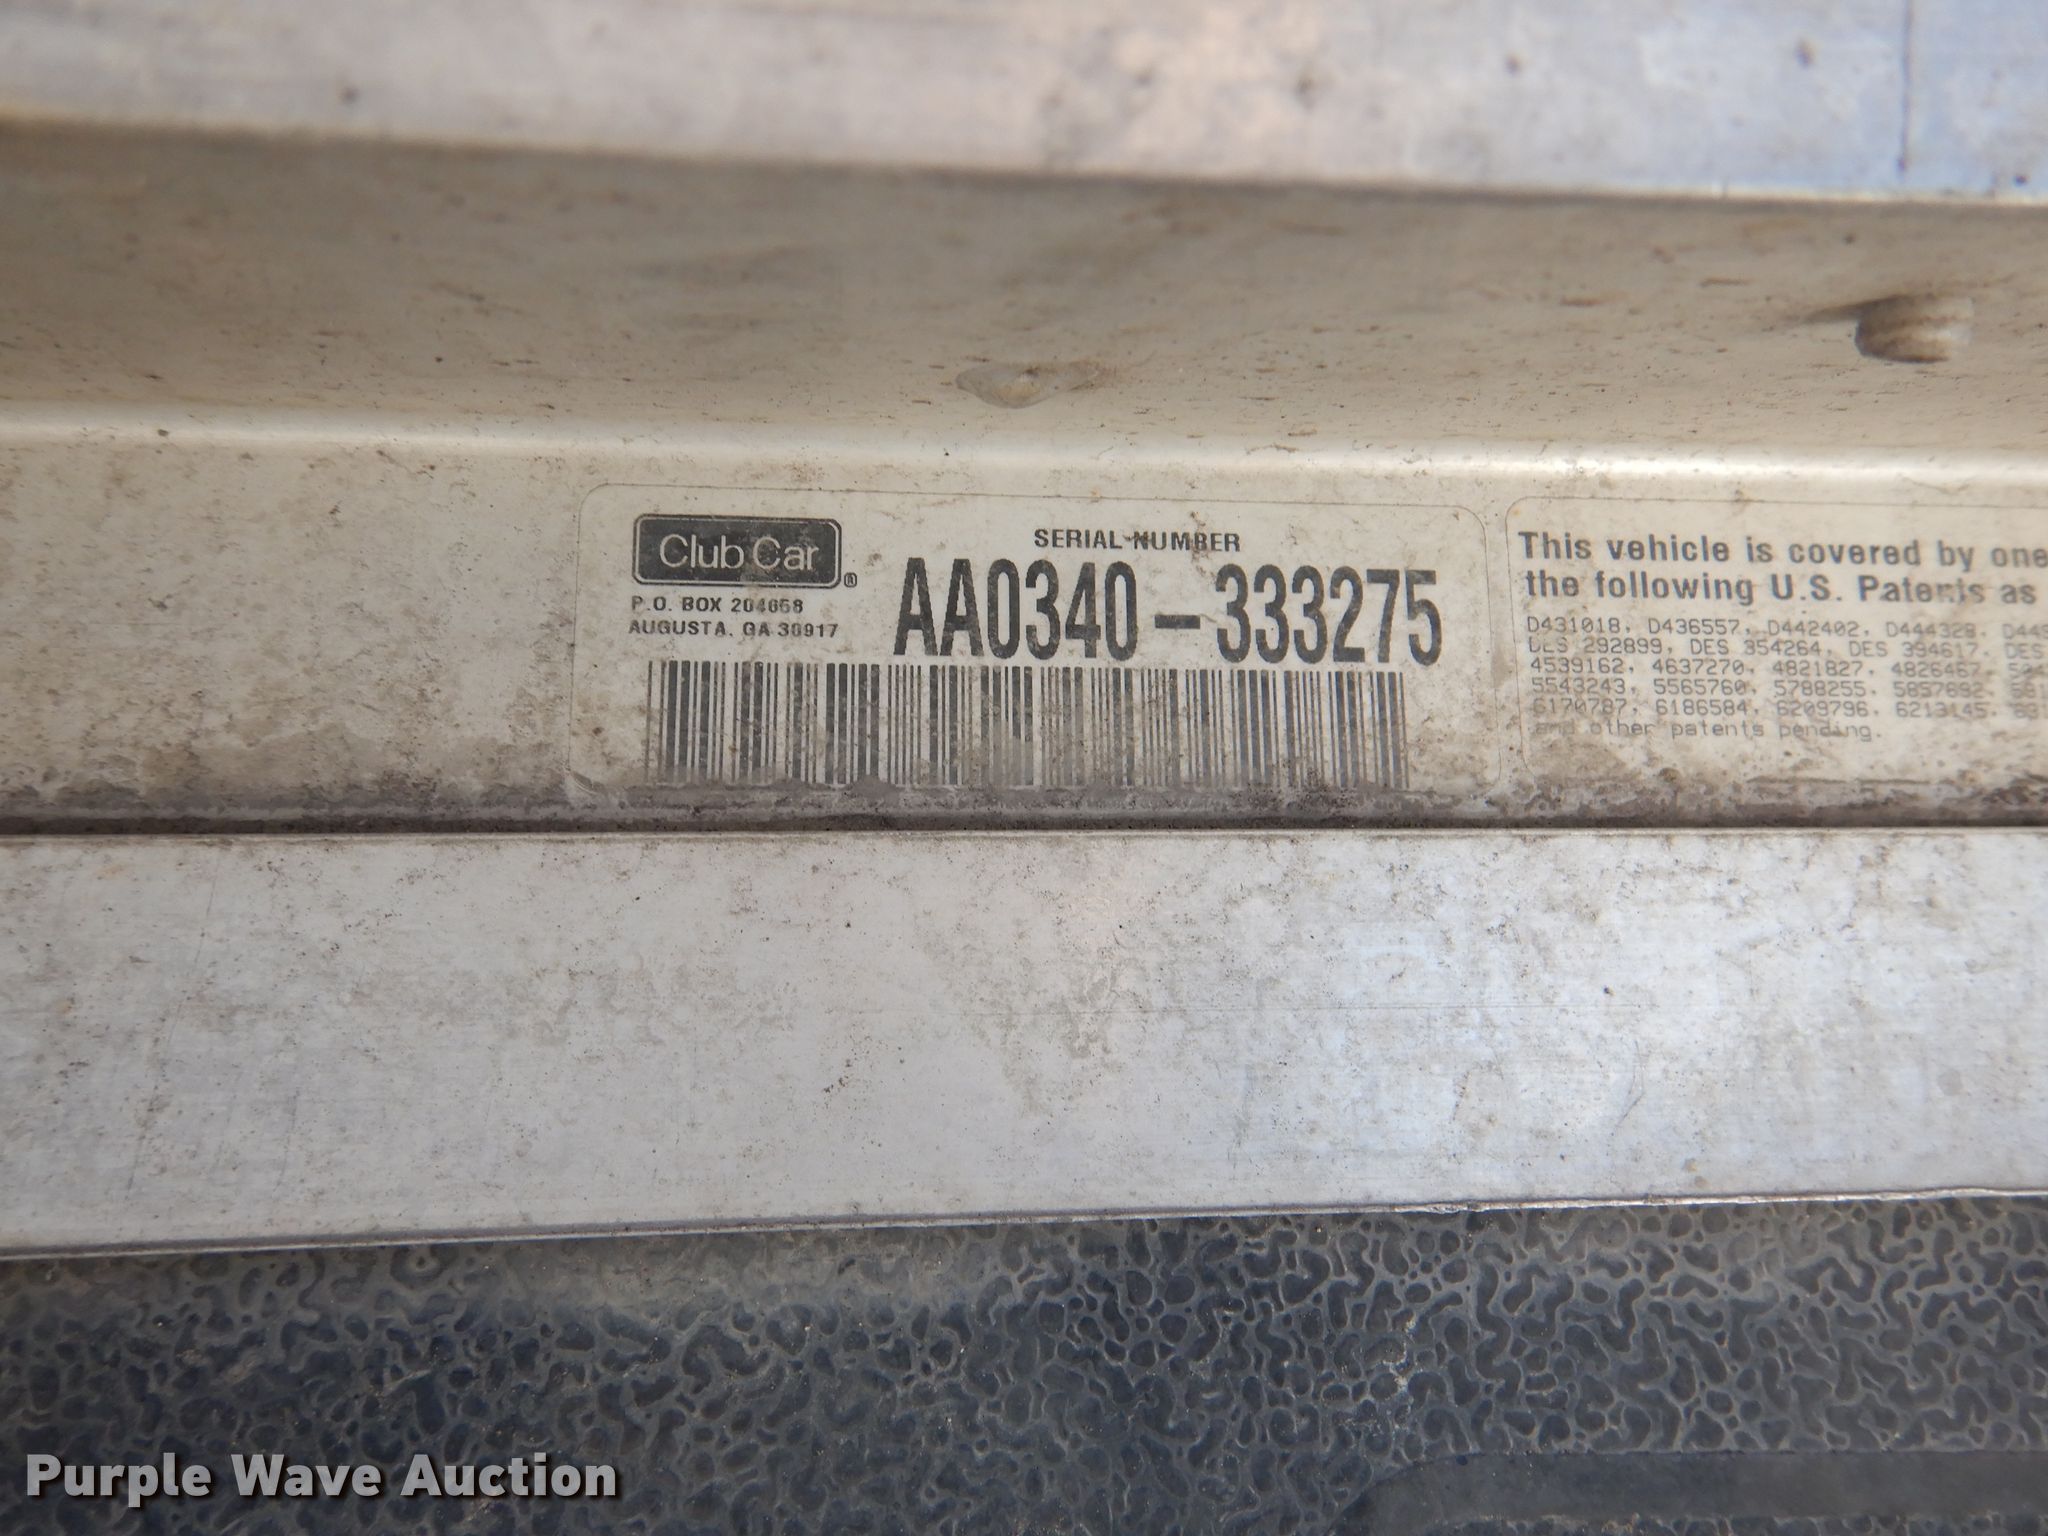 Club Car
®
P.O. BOX 204658
AUGUSTA, GA 30917
SERIAL NUMBER
AA0340-333275
This vehicle is covered by one
the following U.S. Patents as
D431018, D436557, D442402, D444328, D445
DES 292899, DES 354264, DES 394617, DES
4539162, 4637270, 4821827, 4826467,
5543243, 5565760, 5788255, 5857692,
6170787, 6186584, 6209796, 6213145,
and other patents pending.
Purple Wave Auction